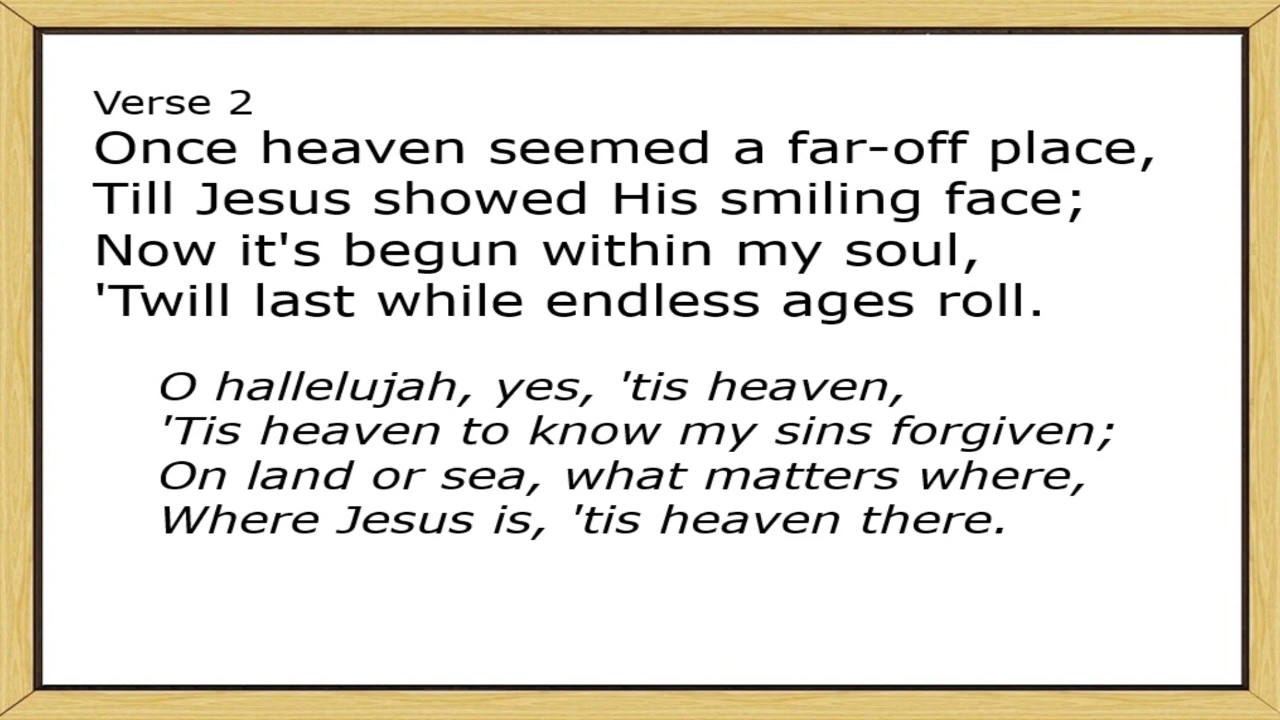 Verse 2
Once heaven seemed a far-off place,
Till Jesus showed His smiling face;
Now it's begun within my soul,
'Twill last while endless ages roll.
O hallelujah, yes, 'tis heaven,
'Tis heaven to know my sins forgiven;
On land or sea, what matters where,
Where Jesus is, 'tis heaven there.